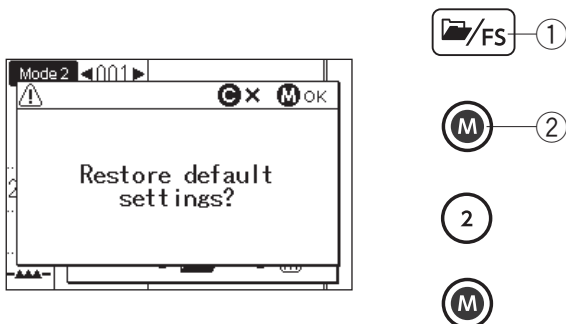 Mode 2 ◀001▶
C × M OK
Restore default
settings?
2
/FS ①
M ②
2
M